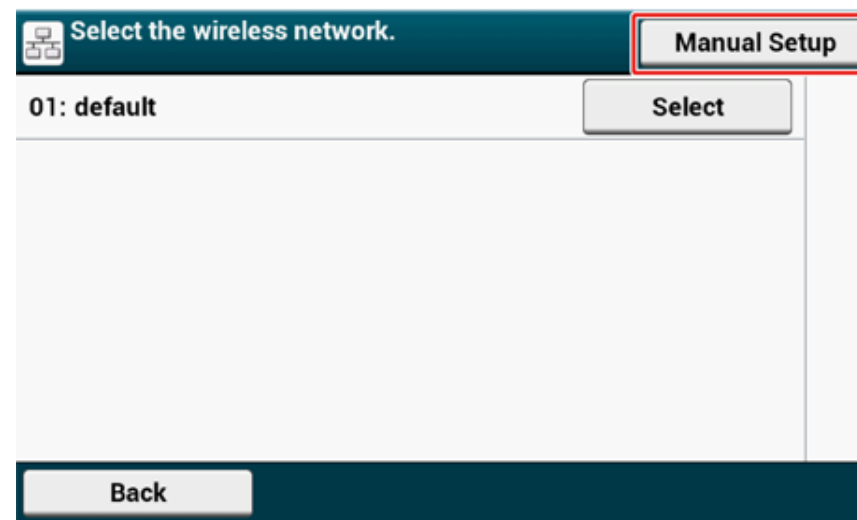 Select the wireless network.
Manual Setup
01: default
Select
Back